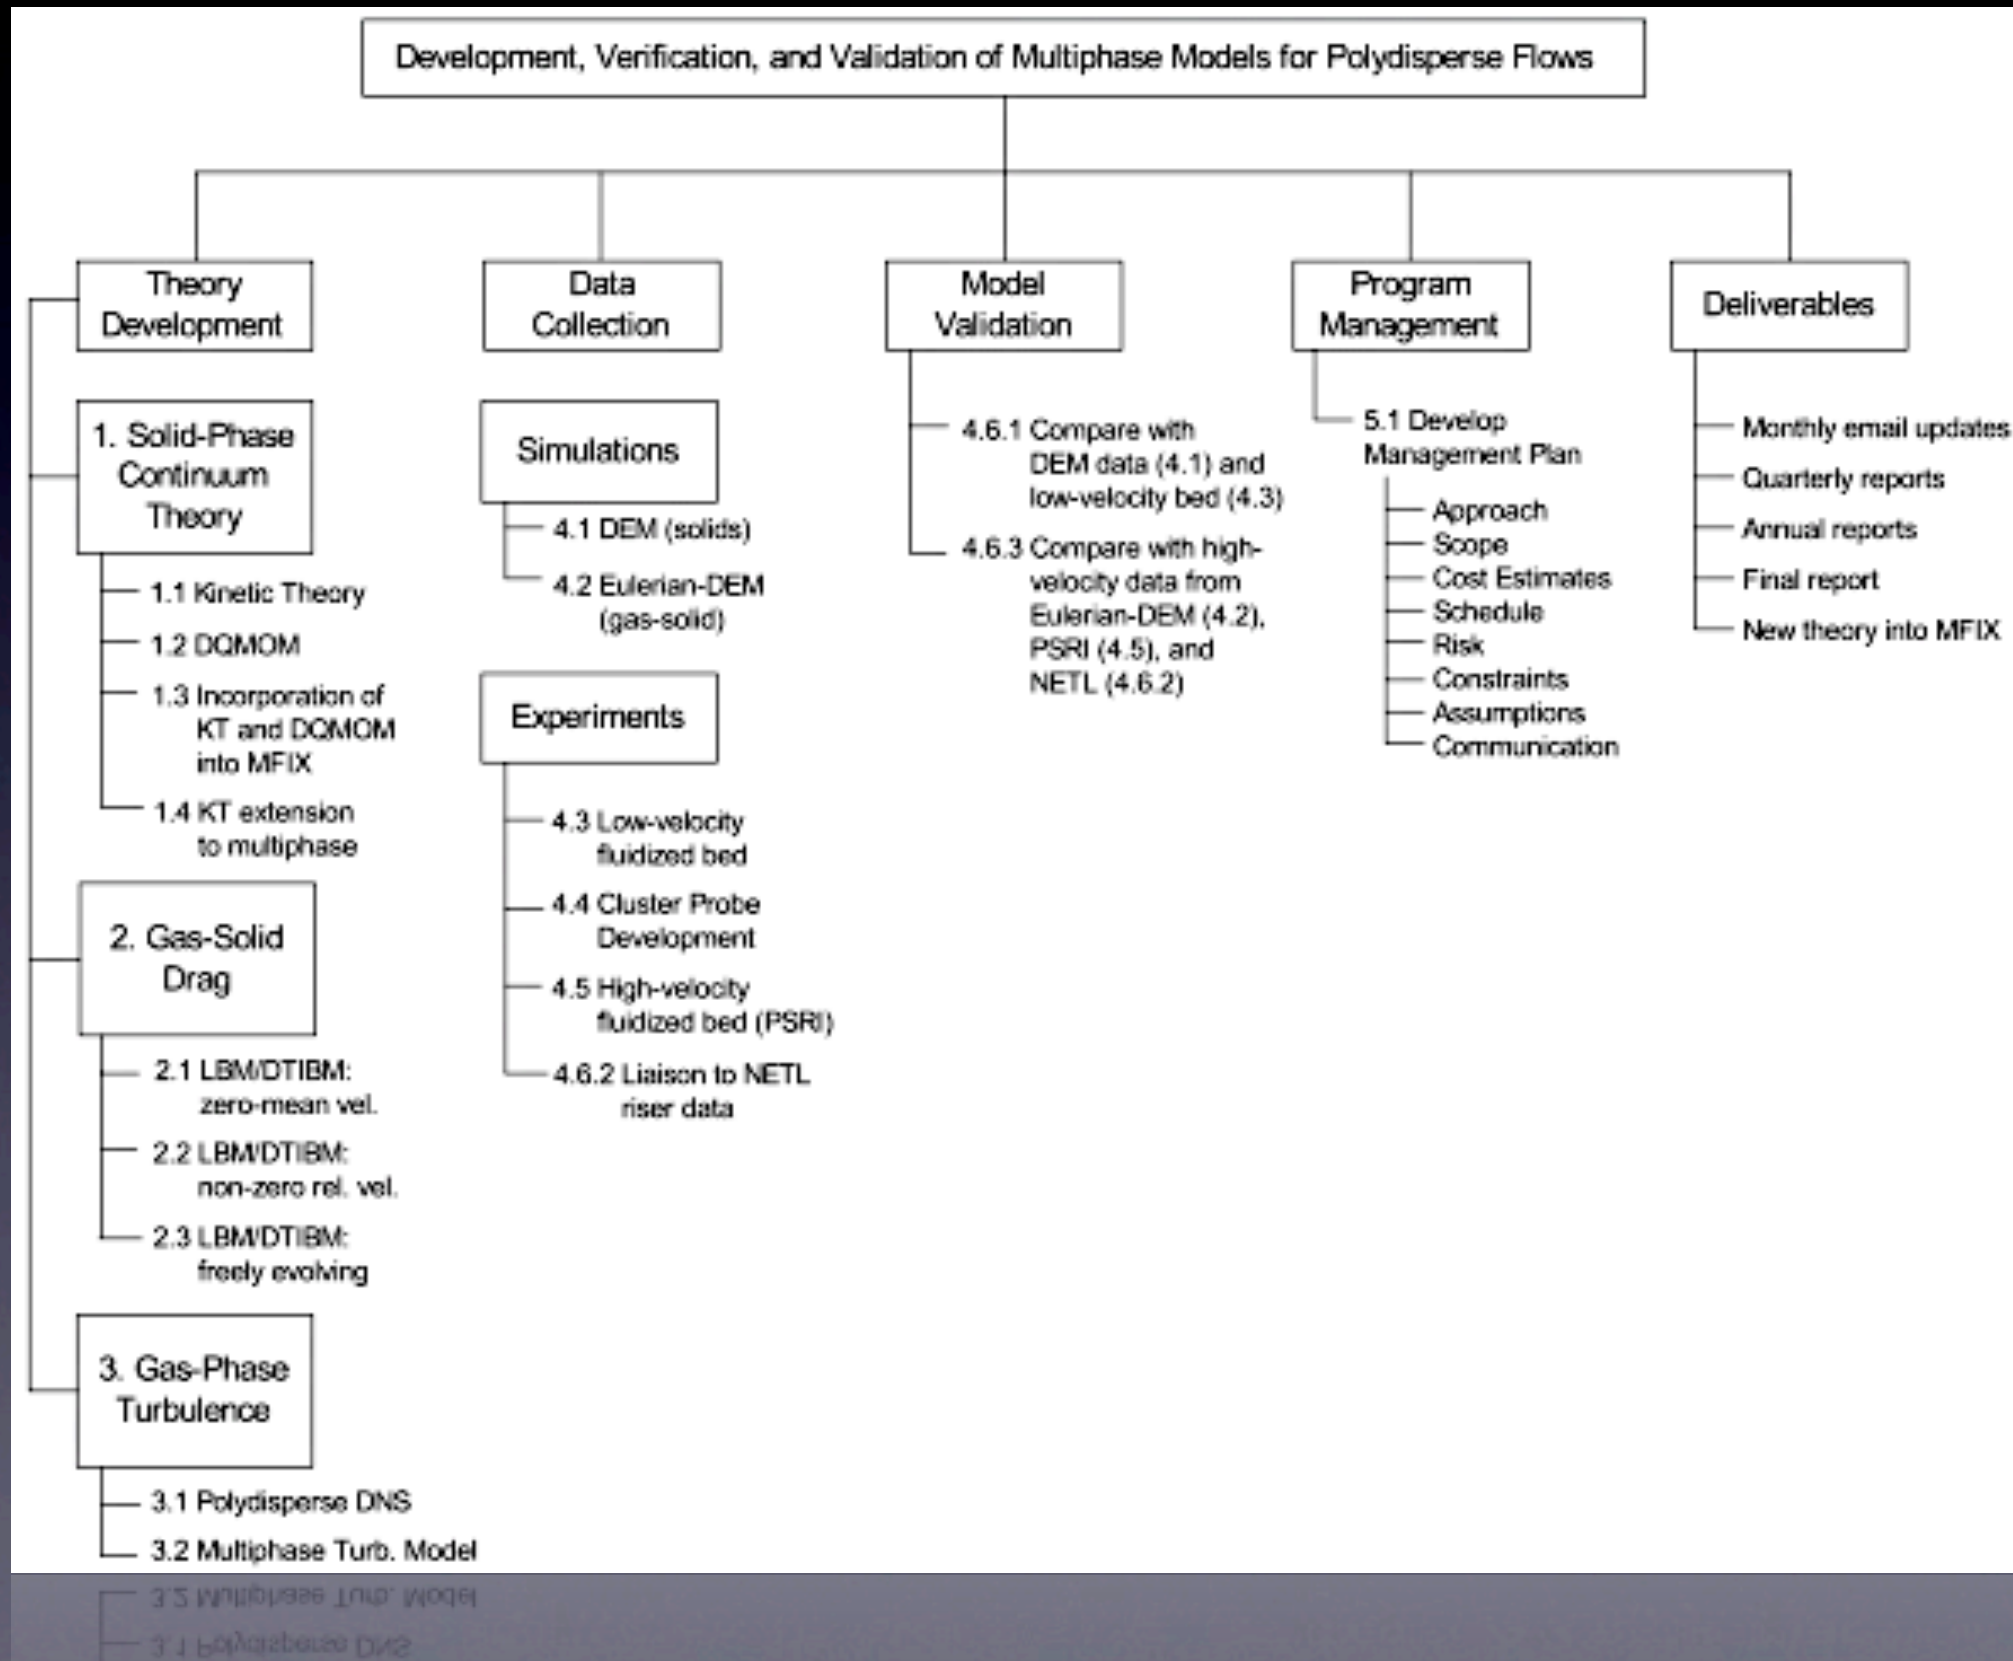 Development, Verification, and Validation of Multiphase Models for Polydisperse Flows
Theory
Development
1. Solid-Phase
Continuum
Theory
1.1 Kinetic Theory
1.2 DQMOM
1.3 Incorporation of
KT and DQMOM
into MFIX
1.4 KT extension
to multiphase
2. Gas-Solid
Drag
2.1 LBM/DTIBM:
zero-mean vel.
2.2 LBM/DTIBM:
non-zero rel. vel.
2.3 LBM/DTIBM:
freely evolving
3. Gas-Phase
Turbulence
3.1 Polydisperse DNS
3.2 Multiphase Turb. Model
Data
Collection
Simulations
4.1 DEM (solids)
4.2 Eulerian-DEM
(gas-solid)
Experiments
4.3 Low-velocity
fluidized bed
4.4 Cluster Probe
Development
4.5 High-velocity
fluidized bed (PSRI)
4.6.2 Liaison to NETL
riser data
Model
Validation
4.6.1 Compare with
DEM data (4.1) and
low-velocity bed (4.3)
4.6.3 Compare with high-
velocity data from
Eulerian-DEM (4.2),
PSRI (4.5), and
NETL (4.6.2)
Program
Management
5.1 Develop
Management Plan
Approach
Scope
Cost Estimates
Schedule
Risk
Constraints
Assumptions
Communication
Deliverables
Monthly email updates
Quarterly reports
Annual reports
Final report
New theory into MFIX